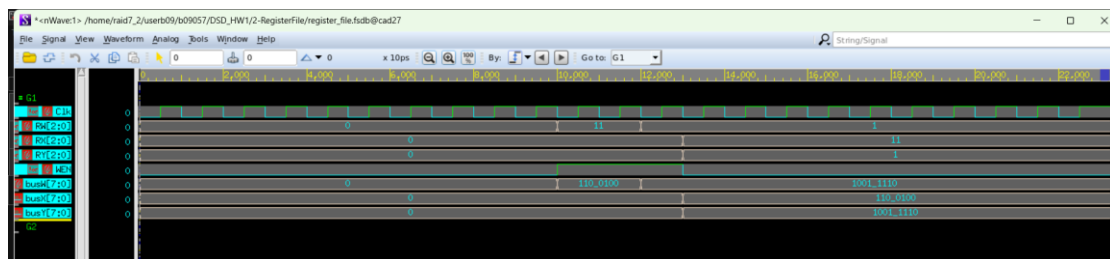 *<nWave:1> /home/raid7_2/userb09/b09057/DSD_HW1/2-RegisterFile/register_file.fsdb@cad27
File Signal View Waveform Analog Tools Window Help String/Signal
0 0 0 x 10ps 100 By: Go to: G1
0 2,000 4,000 6,000 8,000 10,000 12,000 14,000 16,000 18,000 20,000 22,000
G1
Clk 0
RW[2:0] 0 0 11 1
RX[2:0] 0 0 11
RY[2:0] 0 0 1
WEN 0
busW[7:0] 0 0 110_0100 1001_1110
busX[7:0] 0 0 110_0100
busY[7:0] 0 0 1001_1110
G2